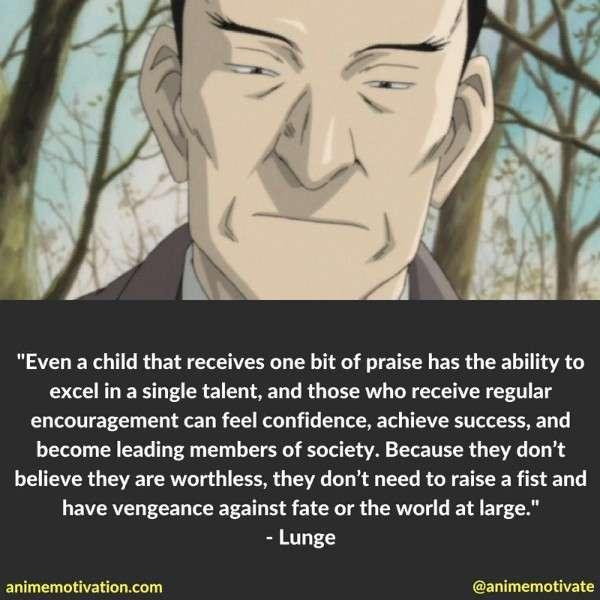 "Even a child that receives one bit of praise has the ability to
excel in a single talent, and those who receive regular
encouragement can feel confidence, achieve success, and
become leading members of society. Because they don’t
believe they are worthless, they don’t need to raise a fist and
have vengeance against fate or the world at large."
- Lunge
animemotivation.com
@animemotivate